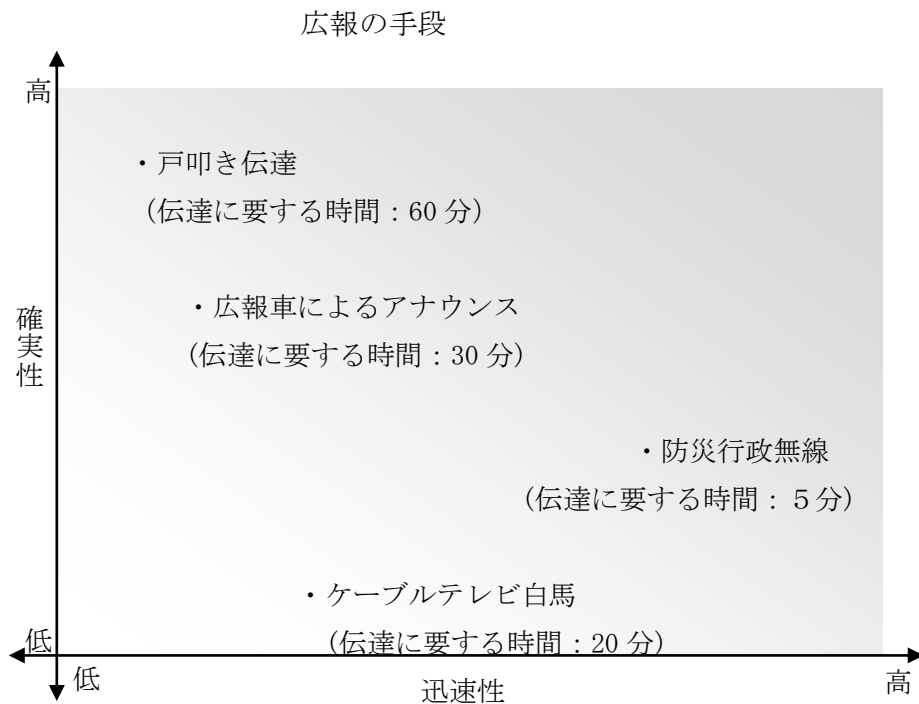 広報の手段
高
・戸叩き伝達
（伝達に要する時間：60 分）
・広報車によるアナウンス
（伝達に要する時間：30 分）
確実性
・防災行政無線
（伝達に要する時間：５分）
・ケーブルテレビ白馬
（伝達に要する時間：20 分）
低
低
迅速性
高